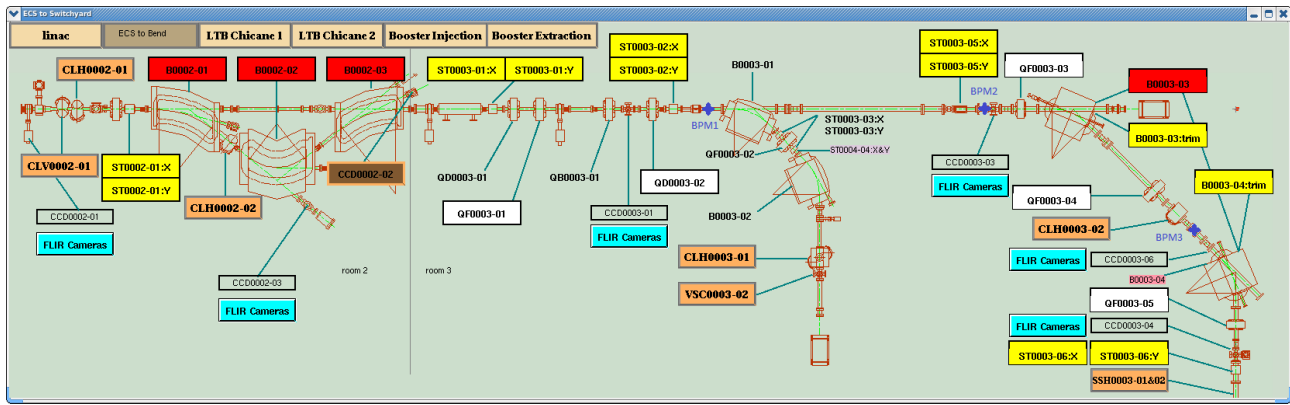 ECS to Switchyard
linac
ECS to Bend
LTB Chicane 1
LTB Chicane 2
Booster Injection
Booster Extraction
CLH0002-01
B0002-01
B0002-02
B0002-03
ST0003-01:X
ST0003-01:Y
ST0003-02:X
ST0003-02:Y
B0003-01
ST0003-05:X
ST0003-05:Y
QF0003-03
BPM1
BPM2
B0003-03
B0003-03:trim
ST0003-03:X
ST0003-03:Y
ST0004-04:X&Y
QF0003-02
CLV0002-01
ST0002-01:X
ST0002-01:Y
CLH0002-02
CCD0002-02
QD0003-01
QF0003-01
QB0003-01
QD0003-02
B0003-02
CCD0003-03
FLIR Cameras
QF0003-04
B0003-04:trim
CCD0002-01
FLIR Cameras
CCD0003-01
FLIR Cameras
CLH0003-02
BPM3
CLH0003-01
VSC0003-02
FLIR Cameras
CCD0003-06
B0003-04
room 2
room 3
CCD0002-03
FLIR Cameras
QF0003-05
FLIR Cameras
CCD0003-04
ST0003-06:X
ST0003-06:Y
SSH0003-01&02